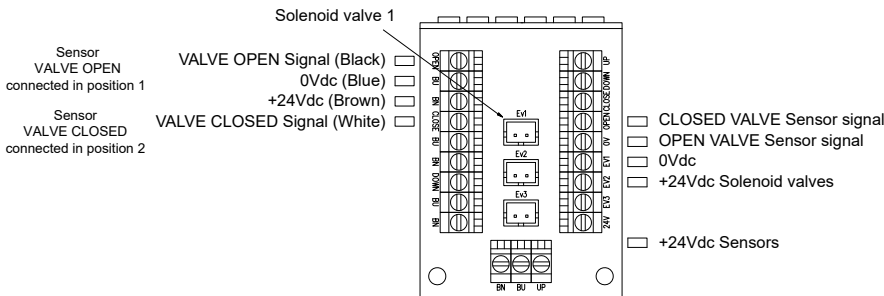 Solenoid valve 1
Sensor
VALVE OPEN
connected in position 1
Sensor
VALVE CLOSED
connected in position 2
VALVE OPEN Signal (Black)
0Vdc (Blue)
+24Vdc (Brown)
VALVE CLOSED Signal (White)
OPEN
BU
BN
CLOSE
BU
BN
DOWN
BU
BN
Ev1
Ev2
Ev3
BN BU UP
UP
DOWN
CLOSE
OPEN
0V
EV1
EV2
EV3
24V
CLOSED VALVE Sensor signal
OPEN VALVE Sensor signal
0Vdc
+24Vdc Solenoid valves
+24Vdc Sensors